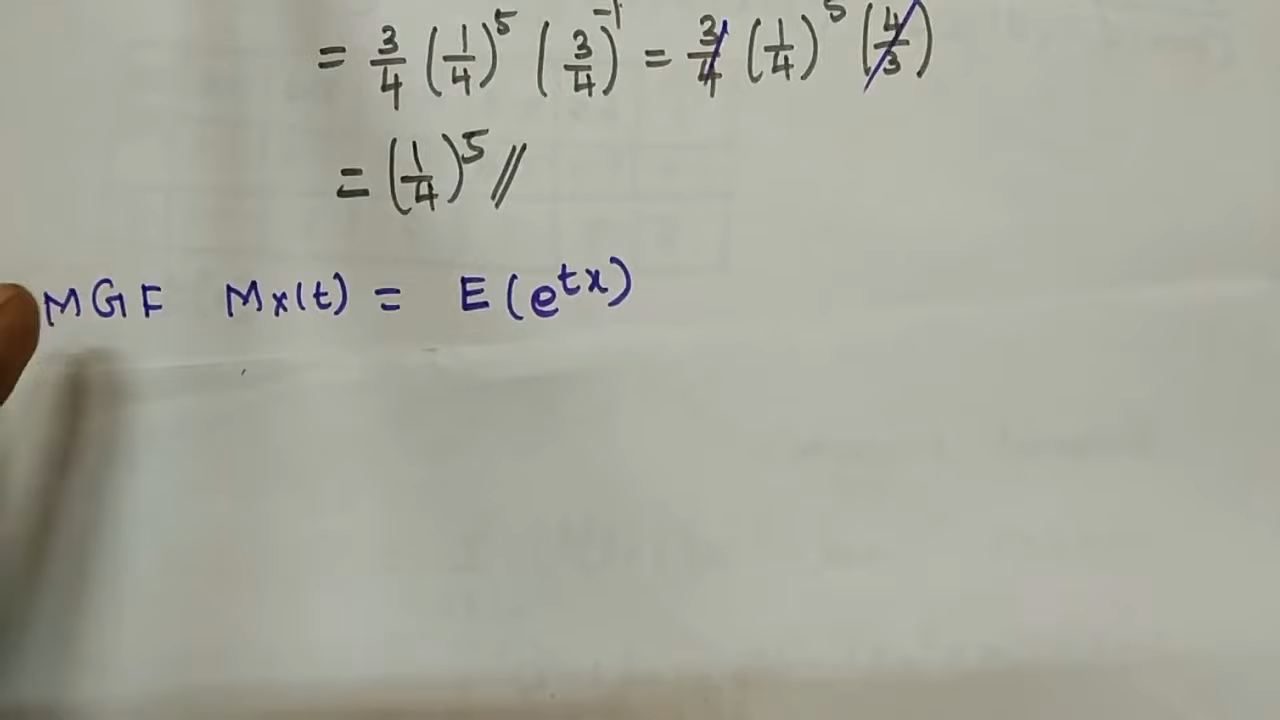 = 3/4 (1/4)^5 (3/4)^-1 = 3/4 (1/4)^5 (4/3)
= (1/4)^5 //
MGF Mx(t) = E(e^tx)